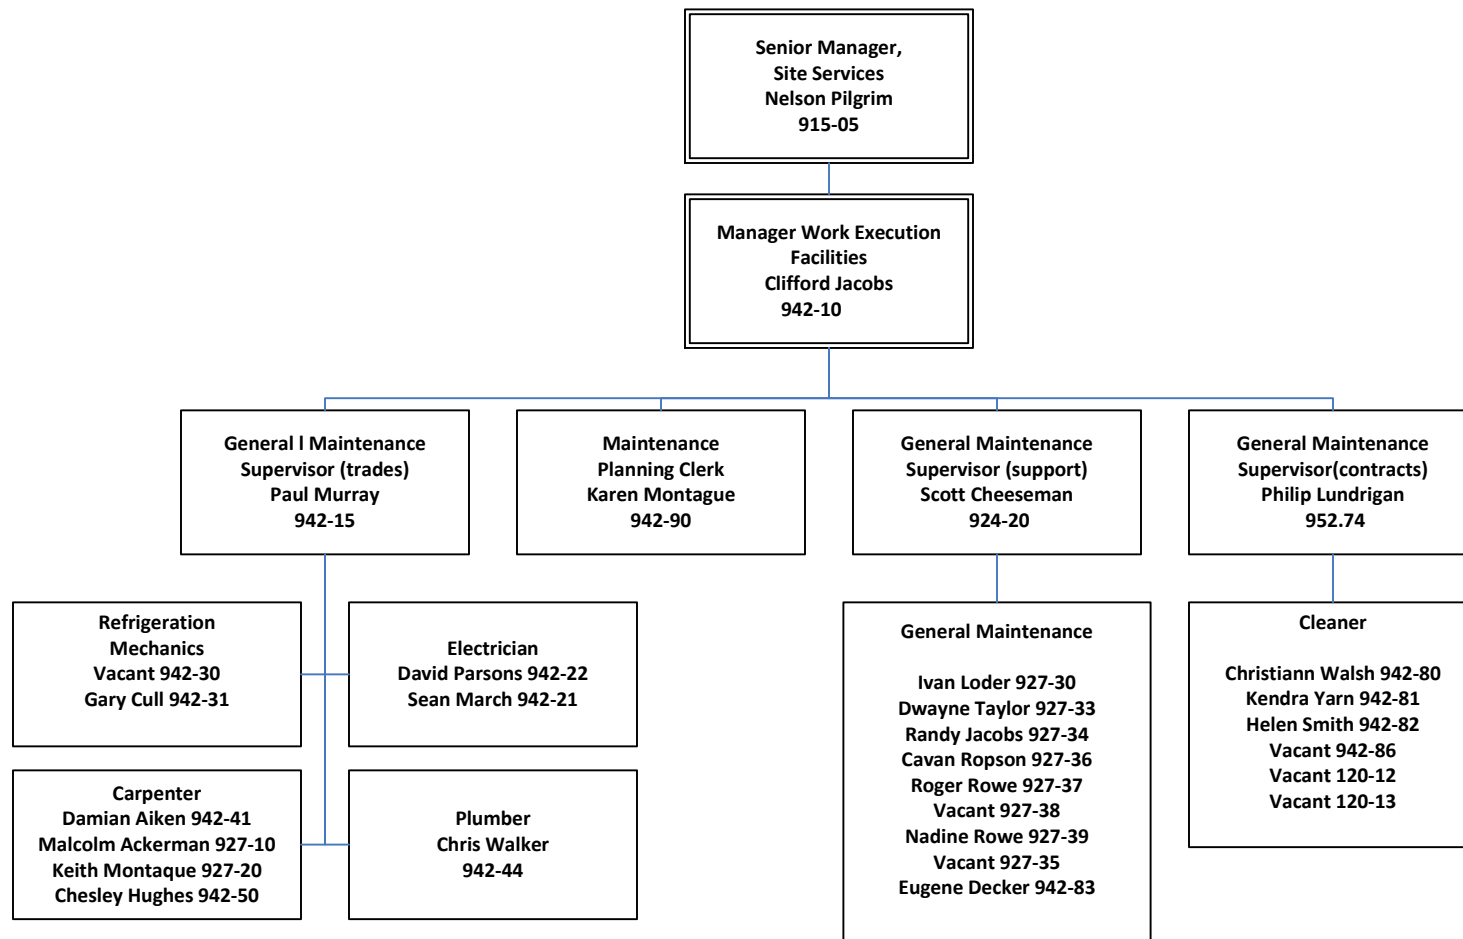 Senior Manager,
Site Services
Nelson Pilgrim
915-05
Manager Work Execution
Facilities
Clifford Jacobs
942-10
General l Maintenance
Supervisor (trades)
Paul Murray
942-15
Maintenance
Planning Clerk
Karen Montague
942-90
General Maintenance
Supervisor (support)
Scott Cheeseman
924-20
General Maintenance
Supervisor(contracts)
Philip Lundrigan
952.74
Refrigeration
Mechanics
Vacant 942-30
Gary Cull 942-31
Electrician
David Parsons 942-22
Sean March 942-21
Carpenter
Damian Aiken 942-41
Malcolm Ackerman 927-10
Keith Montaque 927-20
Chesley Hughes 942-50
Plumber
Chris Walker
942-44
General Maintenance
Ivan Loder 927-30
Dwayne Taylor 927-33
Randy Jacobs 927-34
Cavan Ropson 927-36
Roger Rowe 927-37
Vacant 927-38
Nadine Rowe 927-39
Vacant 927-35
Eugene Decker 942-83
Cleaner
Christiann Walsh 942-80
Kendra Yarn 942-81
Helen Smith 942-82
Vacant 942-86
Vacant 120-12
Vacant 120-13